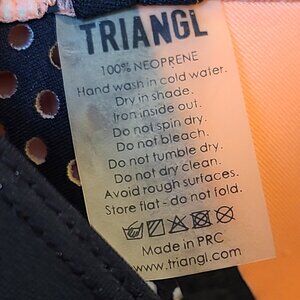 TRIANGL
100% NEOPRENE
Hand wash in cold water.
Dry in shade.
Iron inside out.
Do not spin dry.
Do not bleach.
Do not tumble dry.
Do not dry clean.
Avoid rough surfaces.
Store flat - do not fold.
Made in PRC
www.triangl.com